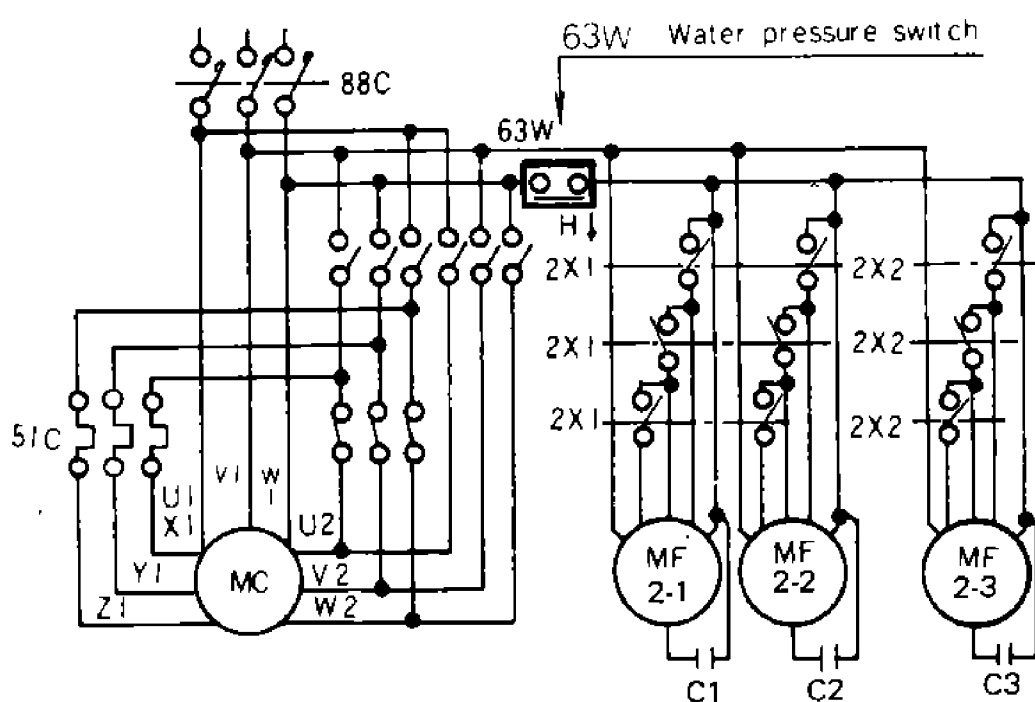 63W Water pressure switch
88C
63W
H
2X1 2X2
2X1 2X2
2X1 2X2
51C
U1
X1
V1
W
1
U2
Y1
MC
V2
Z1
W2
MF
2-1
MF
2-2
MF
2-3
C1 C2 C3